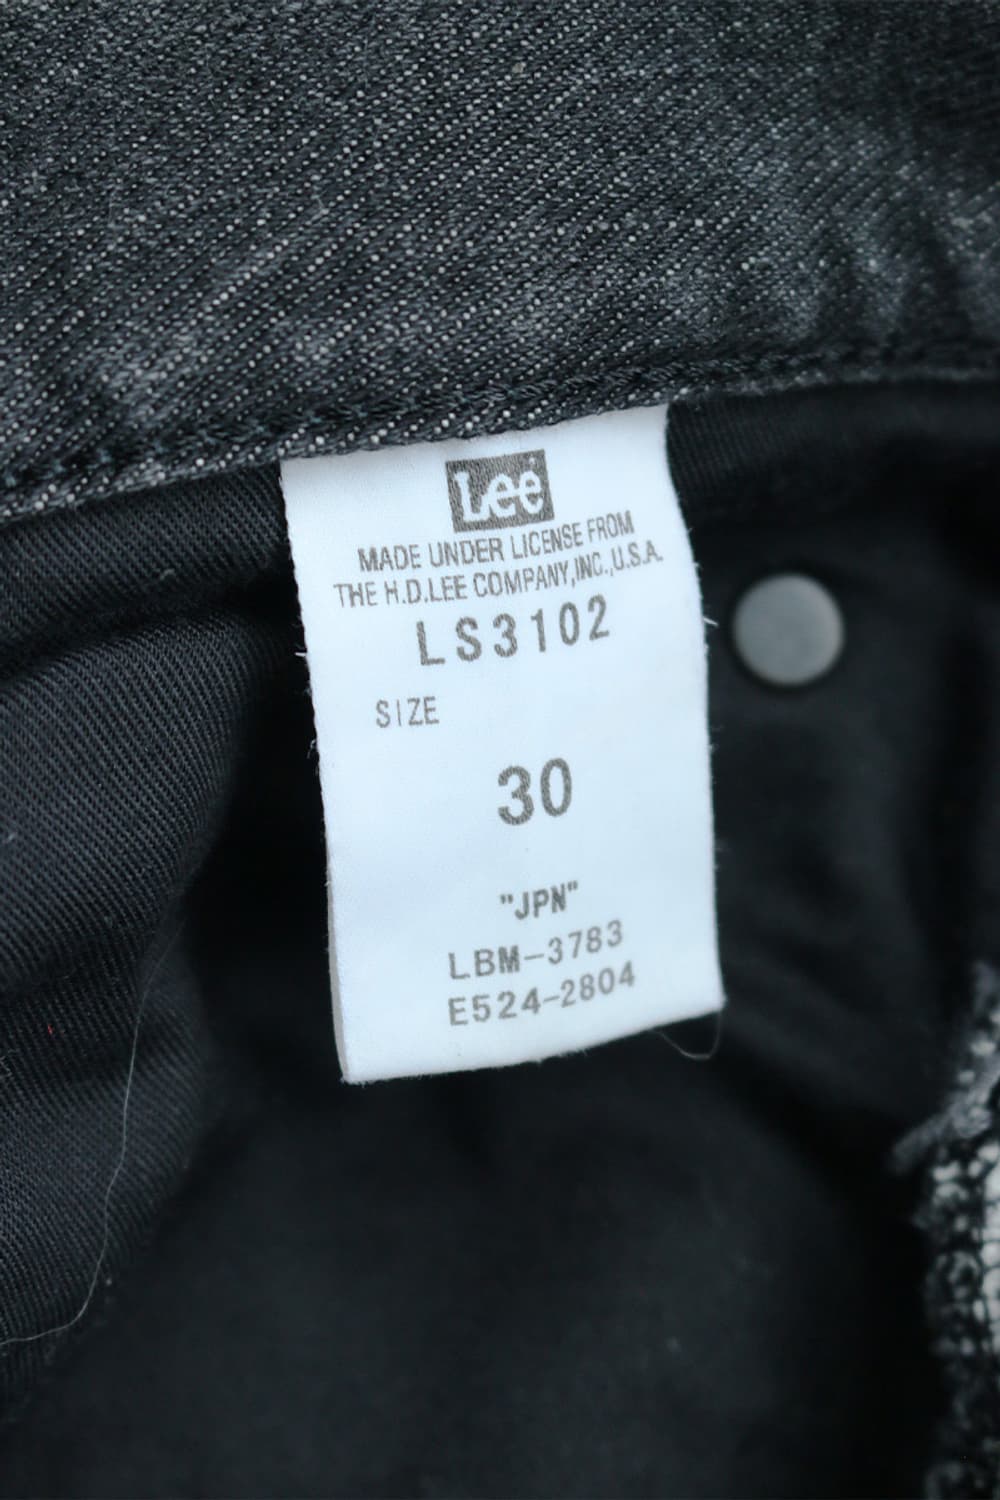 Lee
MADE UNDER LICENSE FROM
THE H.D.LEE COMPANY,INC.,U.S.A.
LS3102
SIZE
30
"JPN"
LBM-3783
E524-2804